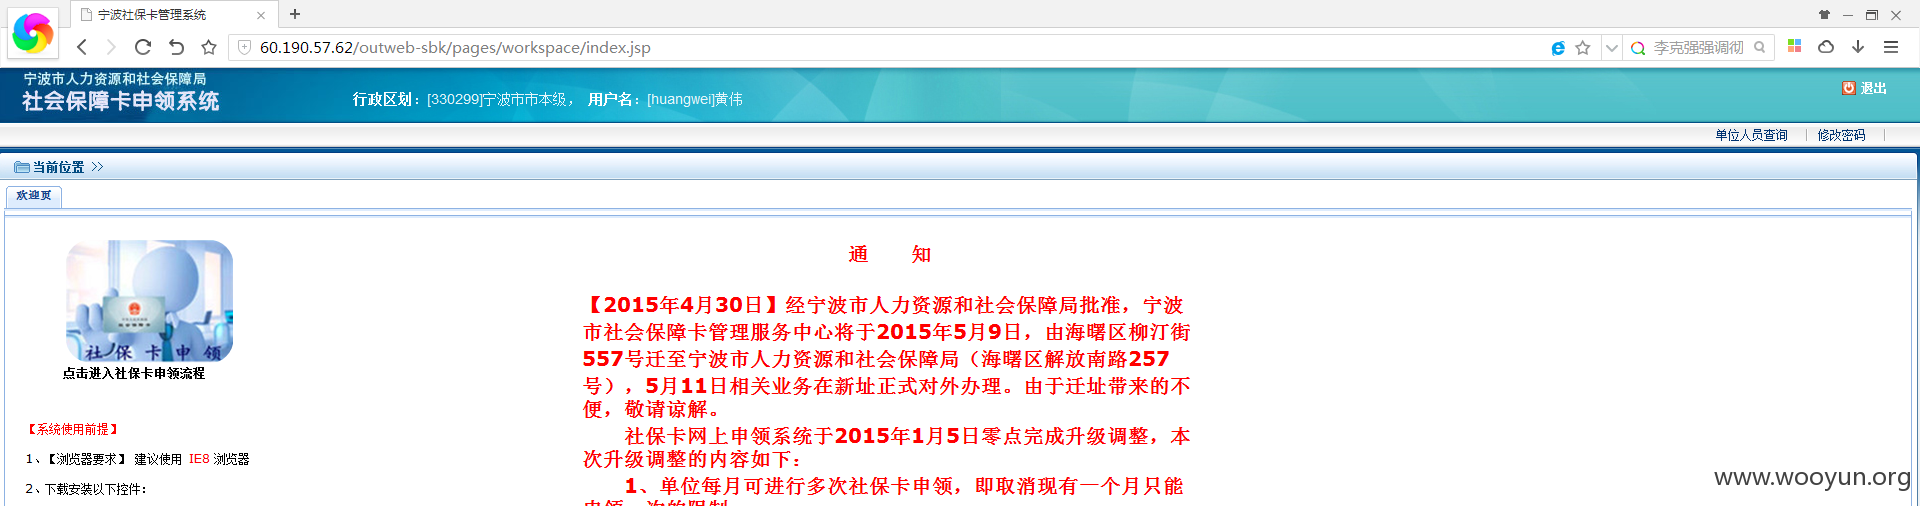 宁波社保卡管理系统
60.190.57.62/outweb-sbk/pages/workspace/index.jsp
李克强强调彻
宁波市人力资源和社会保障局
社会保障卡申领系统
行政区划：[330299]宁波市市本级， 用户名：[huangwei]黄伟
退出
单位人员查询 | 修改密码 |
当前位置 >>
欢迎页
社保卡申领
点击进入社保卡申领流程
【系统使用前提】
1、【浏览器要求】 建议使用 IE8 浏览器
2、下载安装以下控件：
通 知
【2015年4月30日】经宁波市人力资源和社会保障局批准，宁波
市社会保障卡管理服务中心将于2015年5月9日，由海曙区柳汀街
557号迁至宁波市人力资源和社会保障局（海曙区解放南路257
号），5月11日相关业务在新址正式对外办理。由于迁址带来的不
便，敬请谅解。
社保卡网上申领系统于2015年1月5日零点完成升级调整，本
次升级调整的内容如下：
1、单位每月可进行多次社保卡申领，即取消现有一个月只能
www.wooyun.org